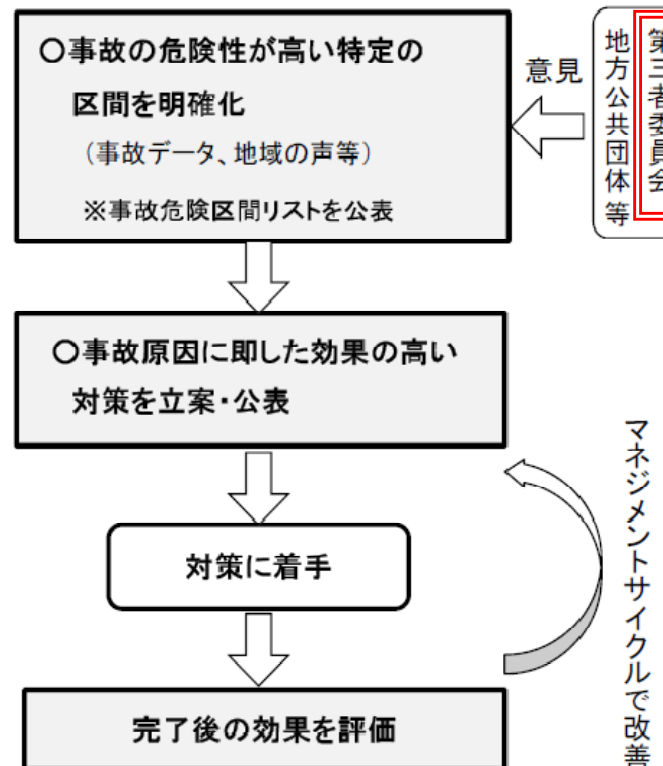 〇事故の危険性が高い特定の
区間を明確化
（事故データ、地域の声等）
※事故危険区間リストを公表
意見
第三者委員会
地方公共団体 等
〇事故原因に即した効果の高い
対策を立案・公表
対策に着手
完了後の効果を評価
マネジメントサイクルで改善